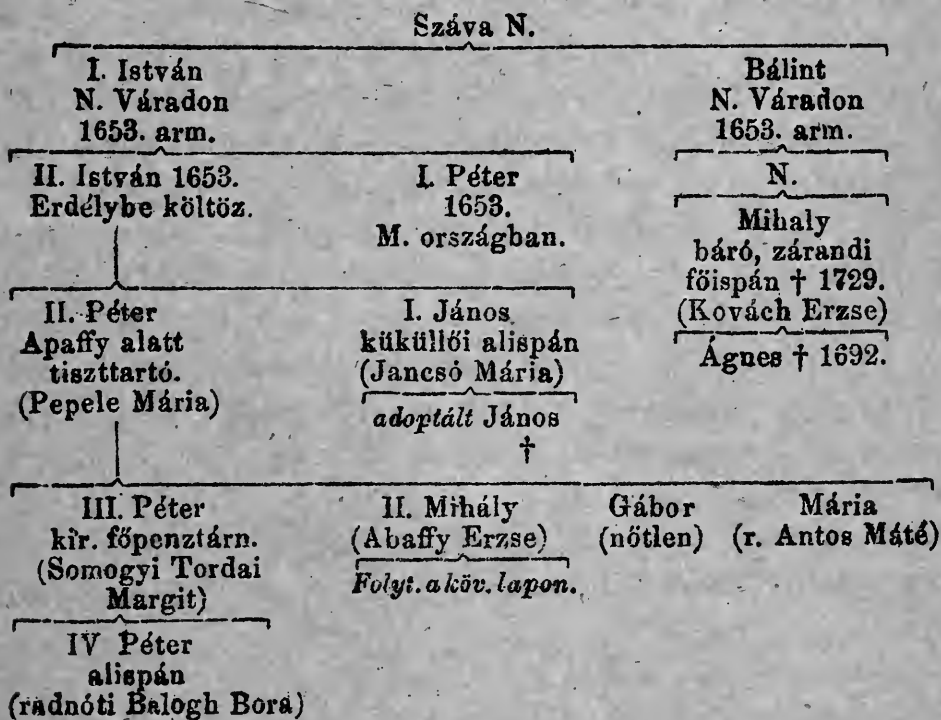 Száva N.
I. István Bálint
N. Váradon N. Váradon
1653. arm. 1653. arm.
II. István 1653. I. Péter N.
Erdélybe költöz. 1653. Mihaly
M. országban. báró, zárandi
főispán † 1729.
II. Péter I. János (Kovách Erzse)
Apaffy alatt küküllői alispán Ágnes † 1692.
tiszttartó. (Jancsó Mária)
(Pepele Mária) adoptált János
†
III. Péter II. Mihály Gábor Mária
kir. főpenztárn. (Abaffy Erzse) (nőtlen) (r. Antos Máté)
(Somogyi Tordai Folyt. a köv. lapon.
Margit)
IV Péter
alispán
(radnóti Balogh Bora)